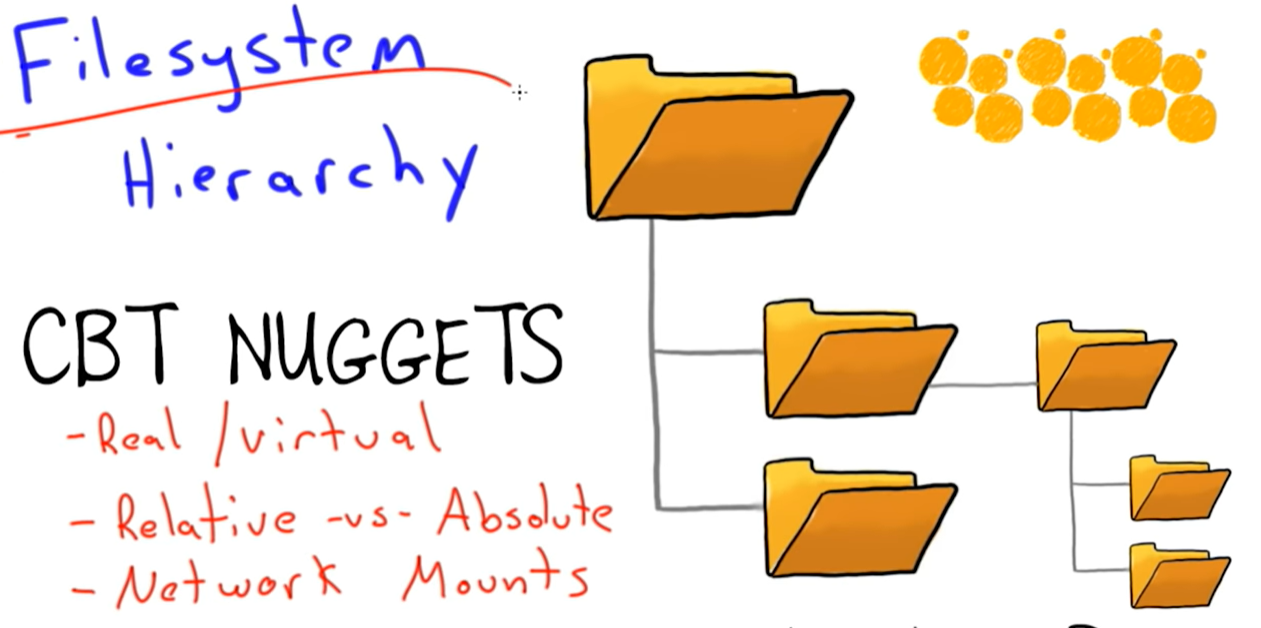 Filesystem
Hierarchy
CBT NUGGETS
- Real /virtual
- Relative -vs- Absolute
- Network Mounts